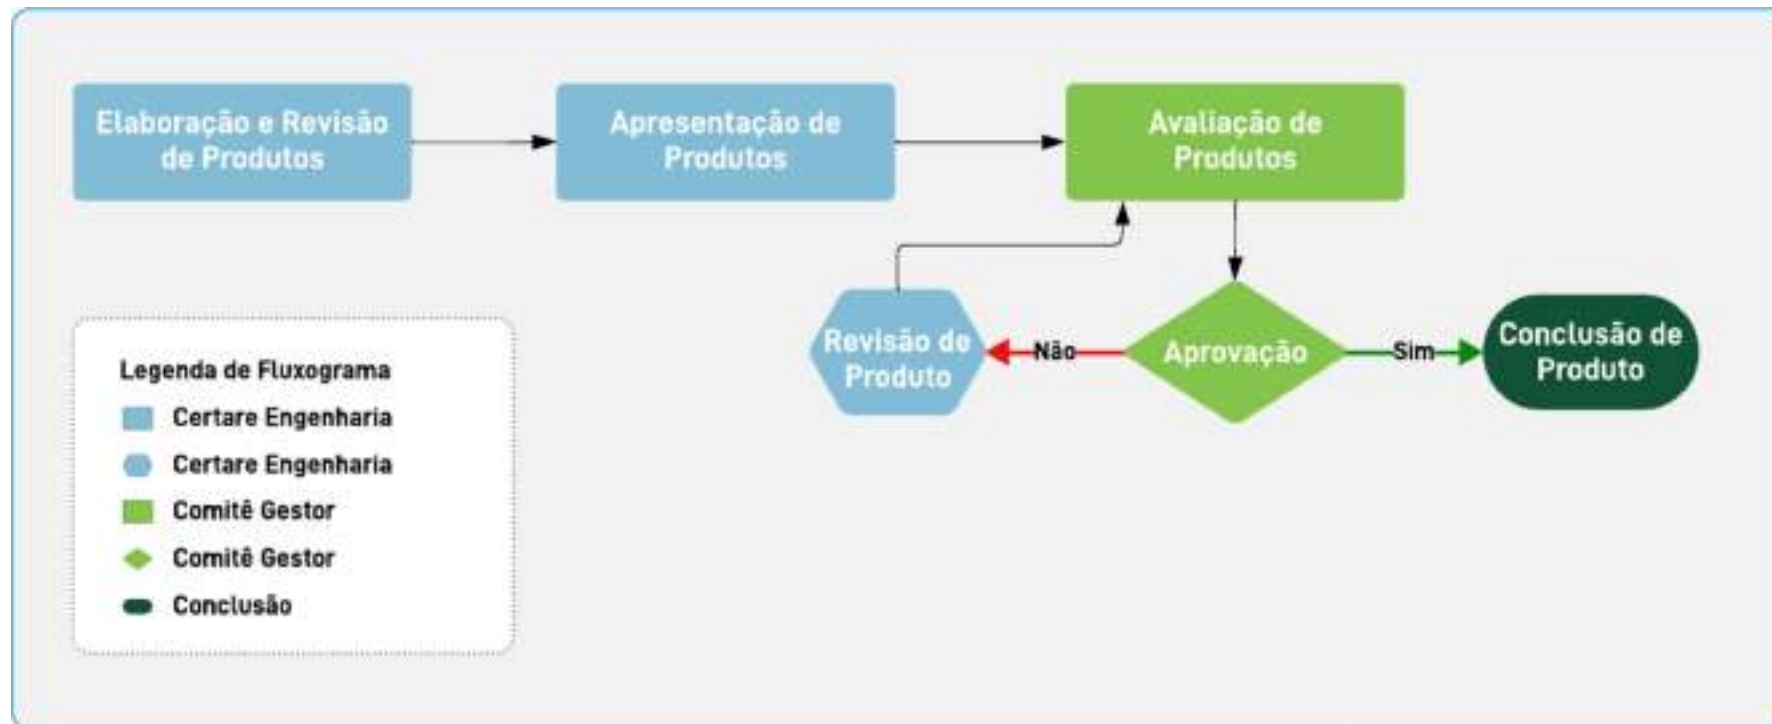 Elaboração e Revisão
de Produtos
Apresentação de
Produtos
Avaliação de
Produtos
Revisão de
Produto
Não
Aprovação
Sim
Conclusão de
Produto
Legenda de Fluxograma
Certare Engenharia
Certare Engenharia
Comitê Gestor
Comitê Gestor
Conclusão